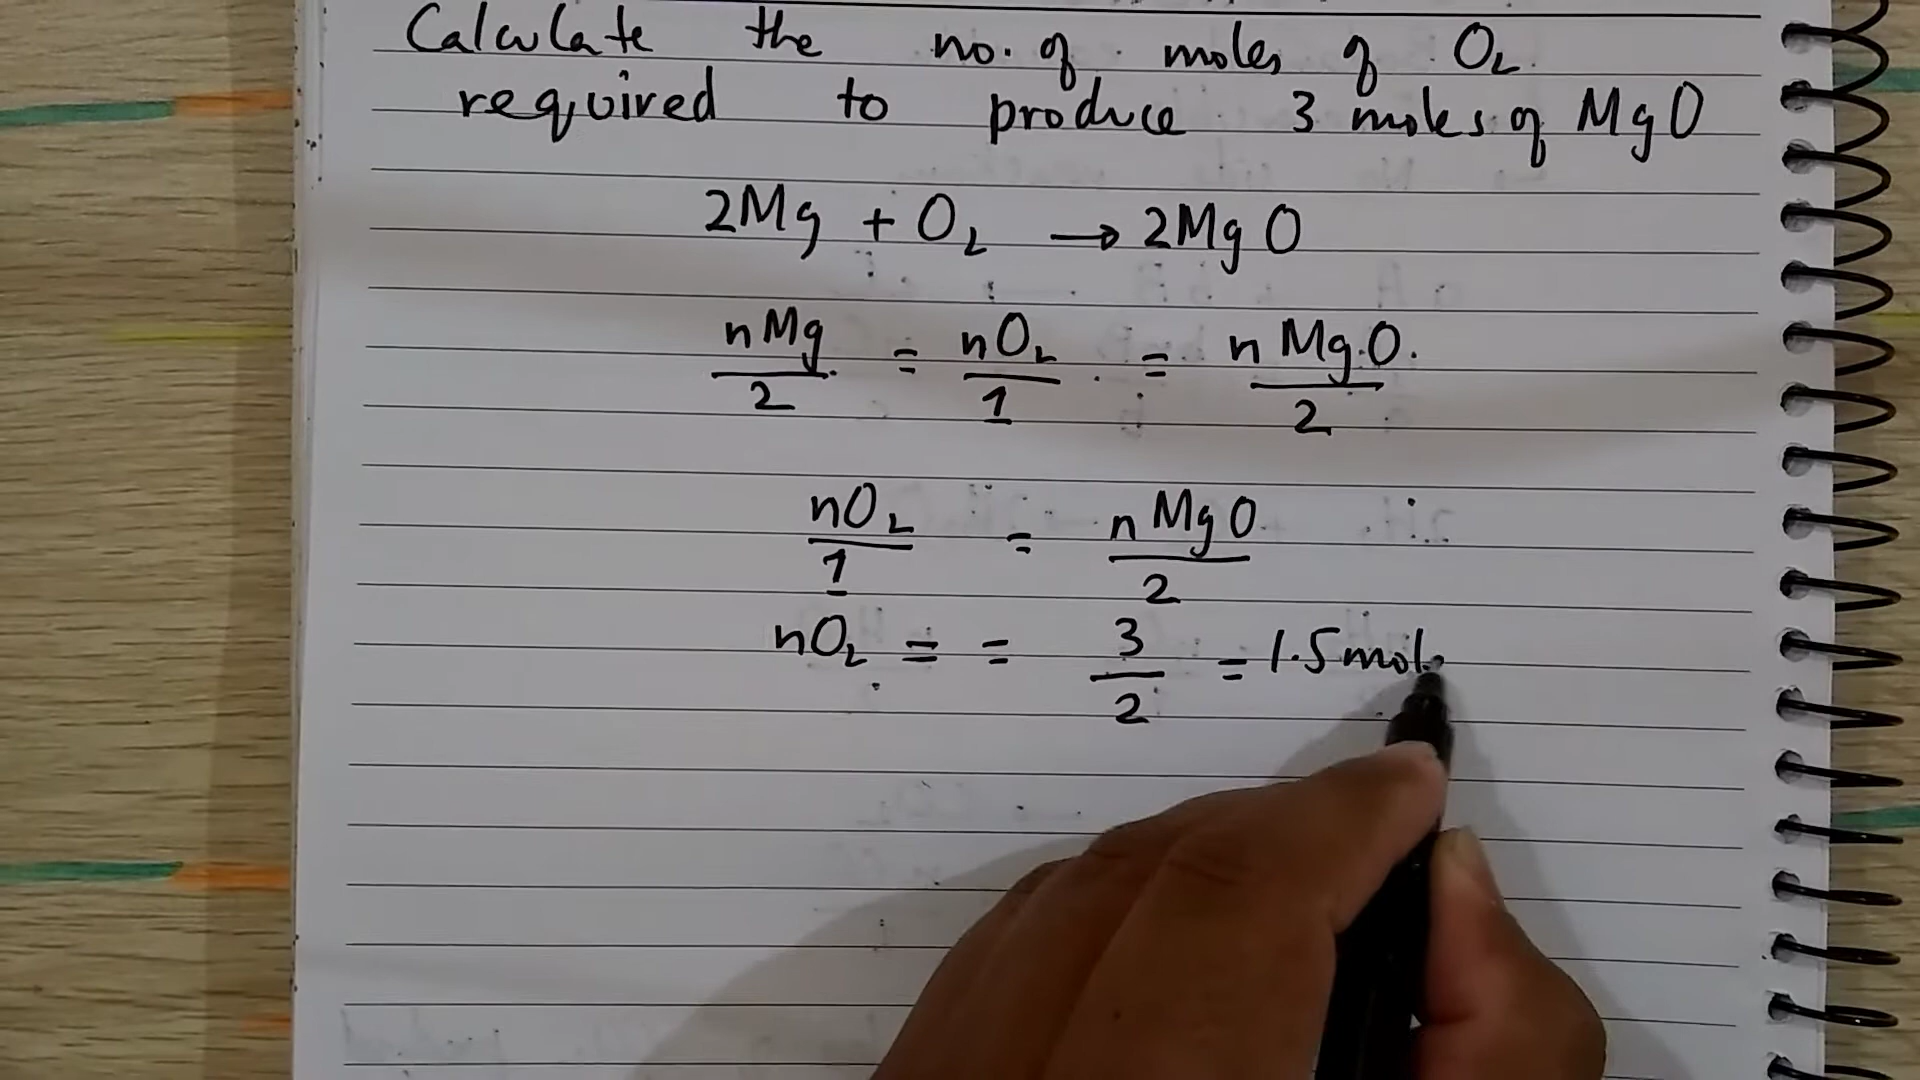 Calculate the no. of moles of O₂
required to produce 3 moles of MgO
2Mg + O₂ → 2MgO
nMg/2 = nO₂/1 = nMgO/2
nO₂/1 = nMgO/2
nO₂ = = 3/2 = 1.5 mol